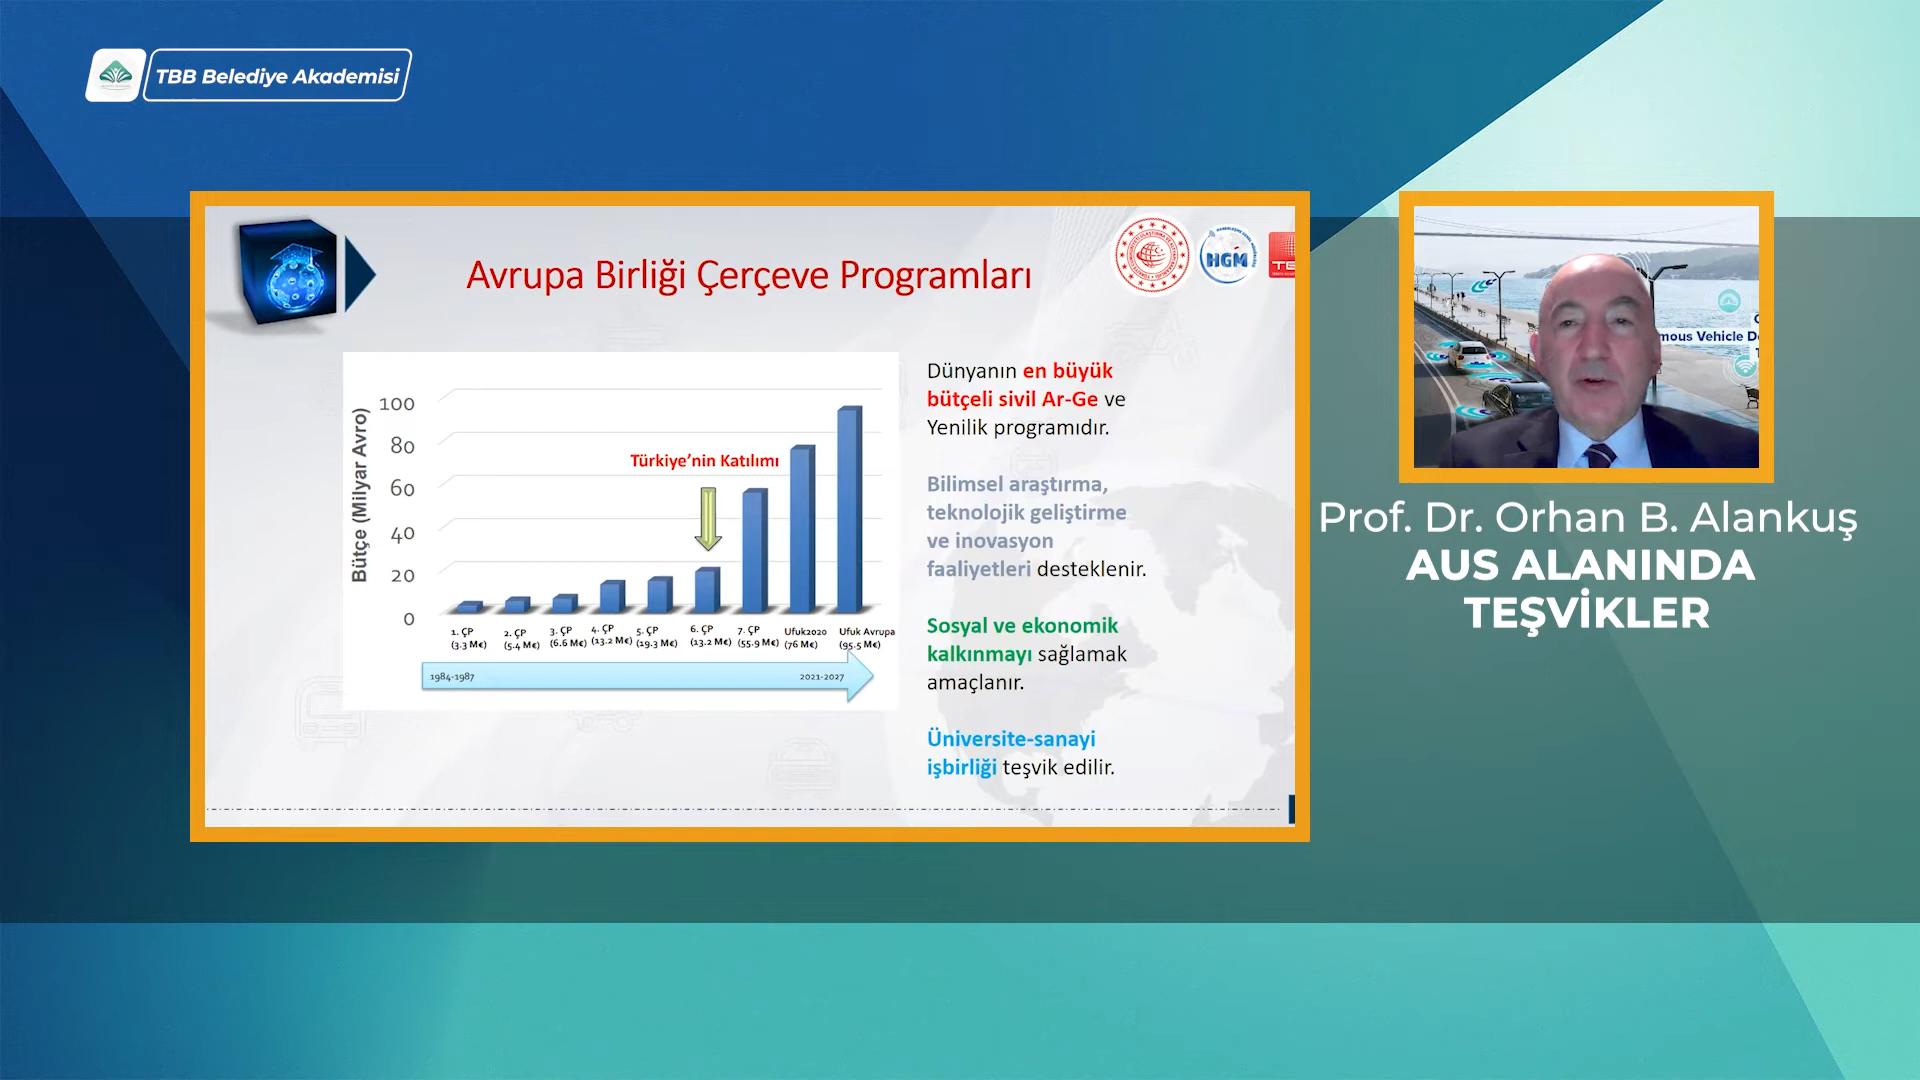 TBB Belediye Akademisi
Avrupa Birliği Çerçeve Programları
HGM
Bütçe (Milyar Avro)
100
80
60
40
20
0
Türkiye'nin Katılımı
1. ÇP
(3.3 M€)
2. ÇP
(5.4 M€)
3. ÇP
(6.6 M€)
4. ÇP
(13.2 M€)
5. ÇP
(19.3 M€)
6. ÇP
(13.2 M€)
7. ÇP
(55.9 M€)
Ufuk2020
(76 M€)
Ufuk Avrupa
(95.5 M€)
1984-1987
2021-2027
Dünyanın en büyük
bütçeli sivil Ar-Ge ve
Yenilik programıdır.
Bilimsel araştırma,
teknolojik geliştirme
ve inovasyon
faaliyetleri desteklenir.
Sosyal ve ekonomik
kalkınmayı sağlamak
amaçlanır.
Üniversite-sanayi
işbirliği teşvik edilir.
mous Vehicle D
Prof. Dr. Orhan B. Alankuş
AUS ALANINDA
TEŞVİKLER